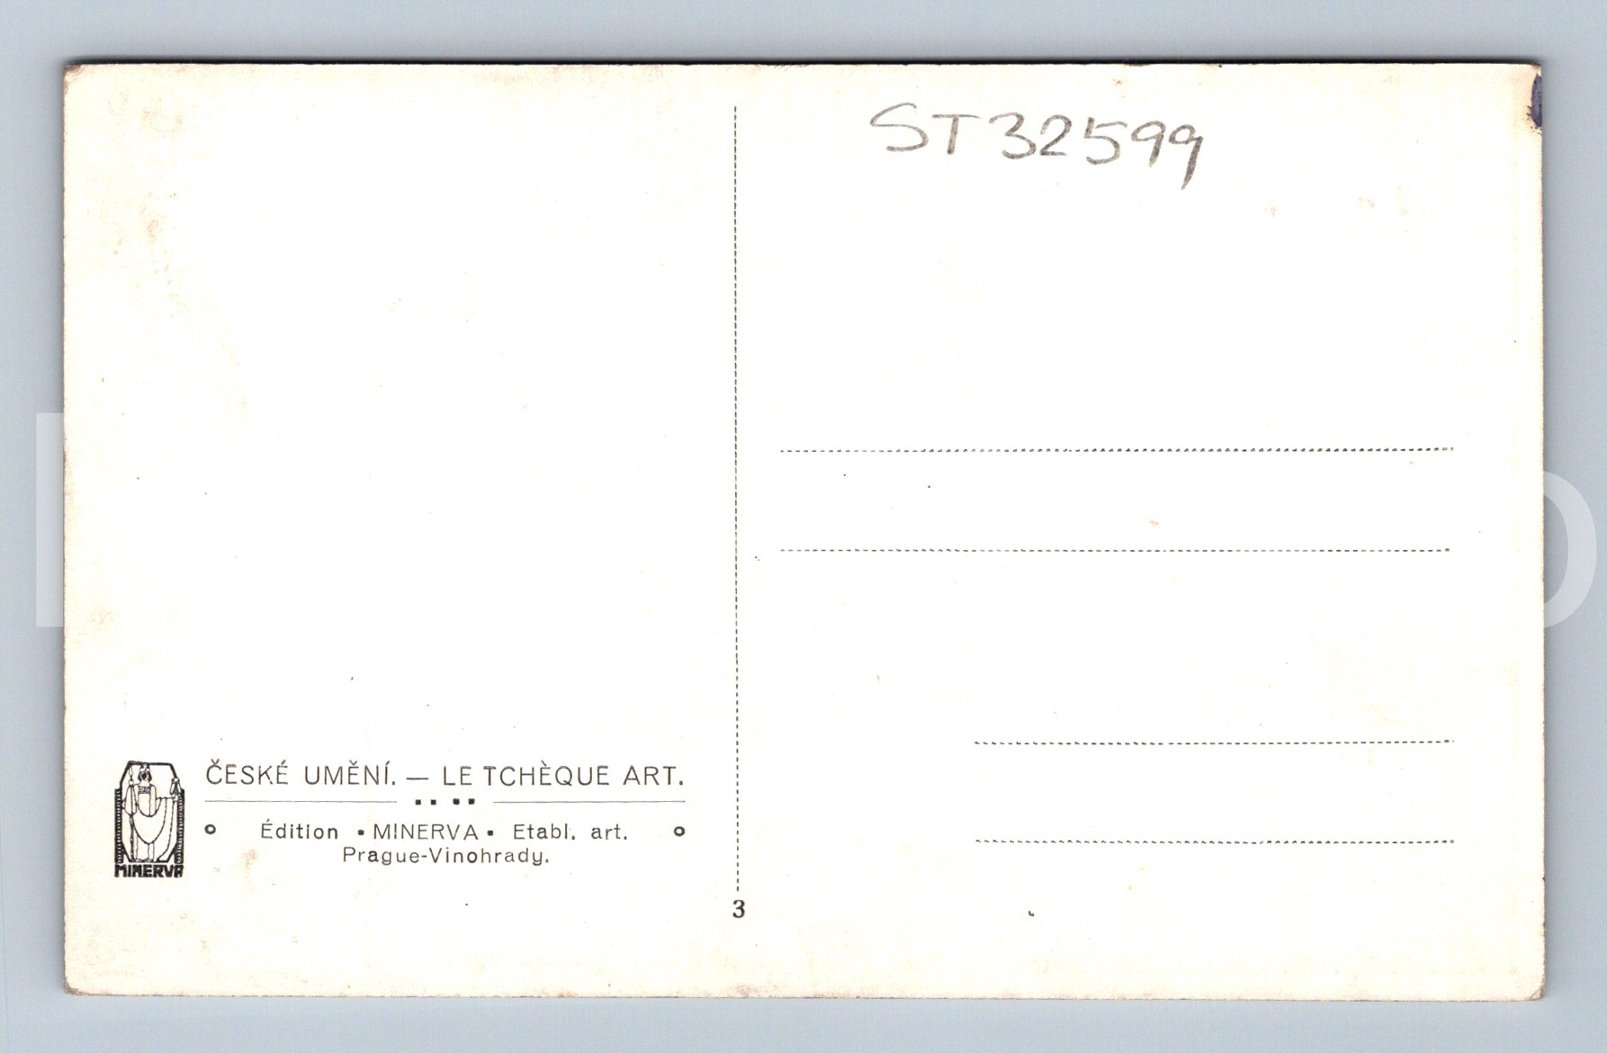 ST32599
ČESKÉ UMĚNÍ. — LE TCHÈQUE ART.
Édition ▪ MINERVA ▪ Etabl. art.
Prague-Vinohrady.
MINERVA
3